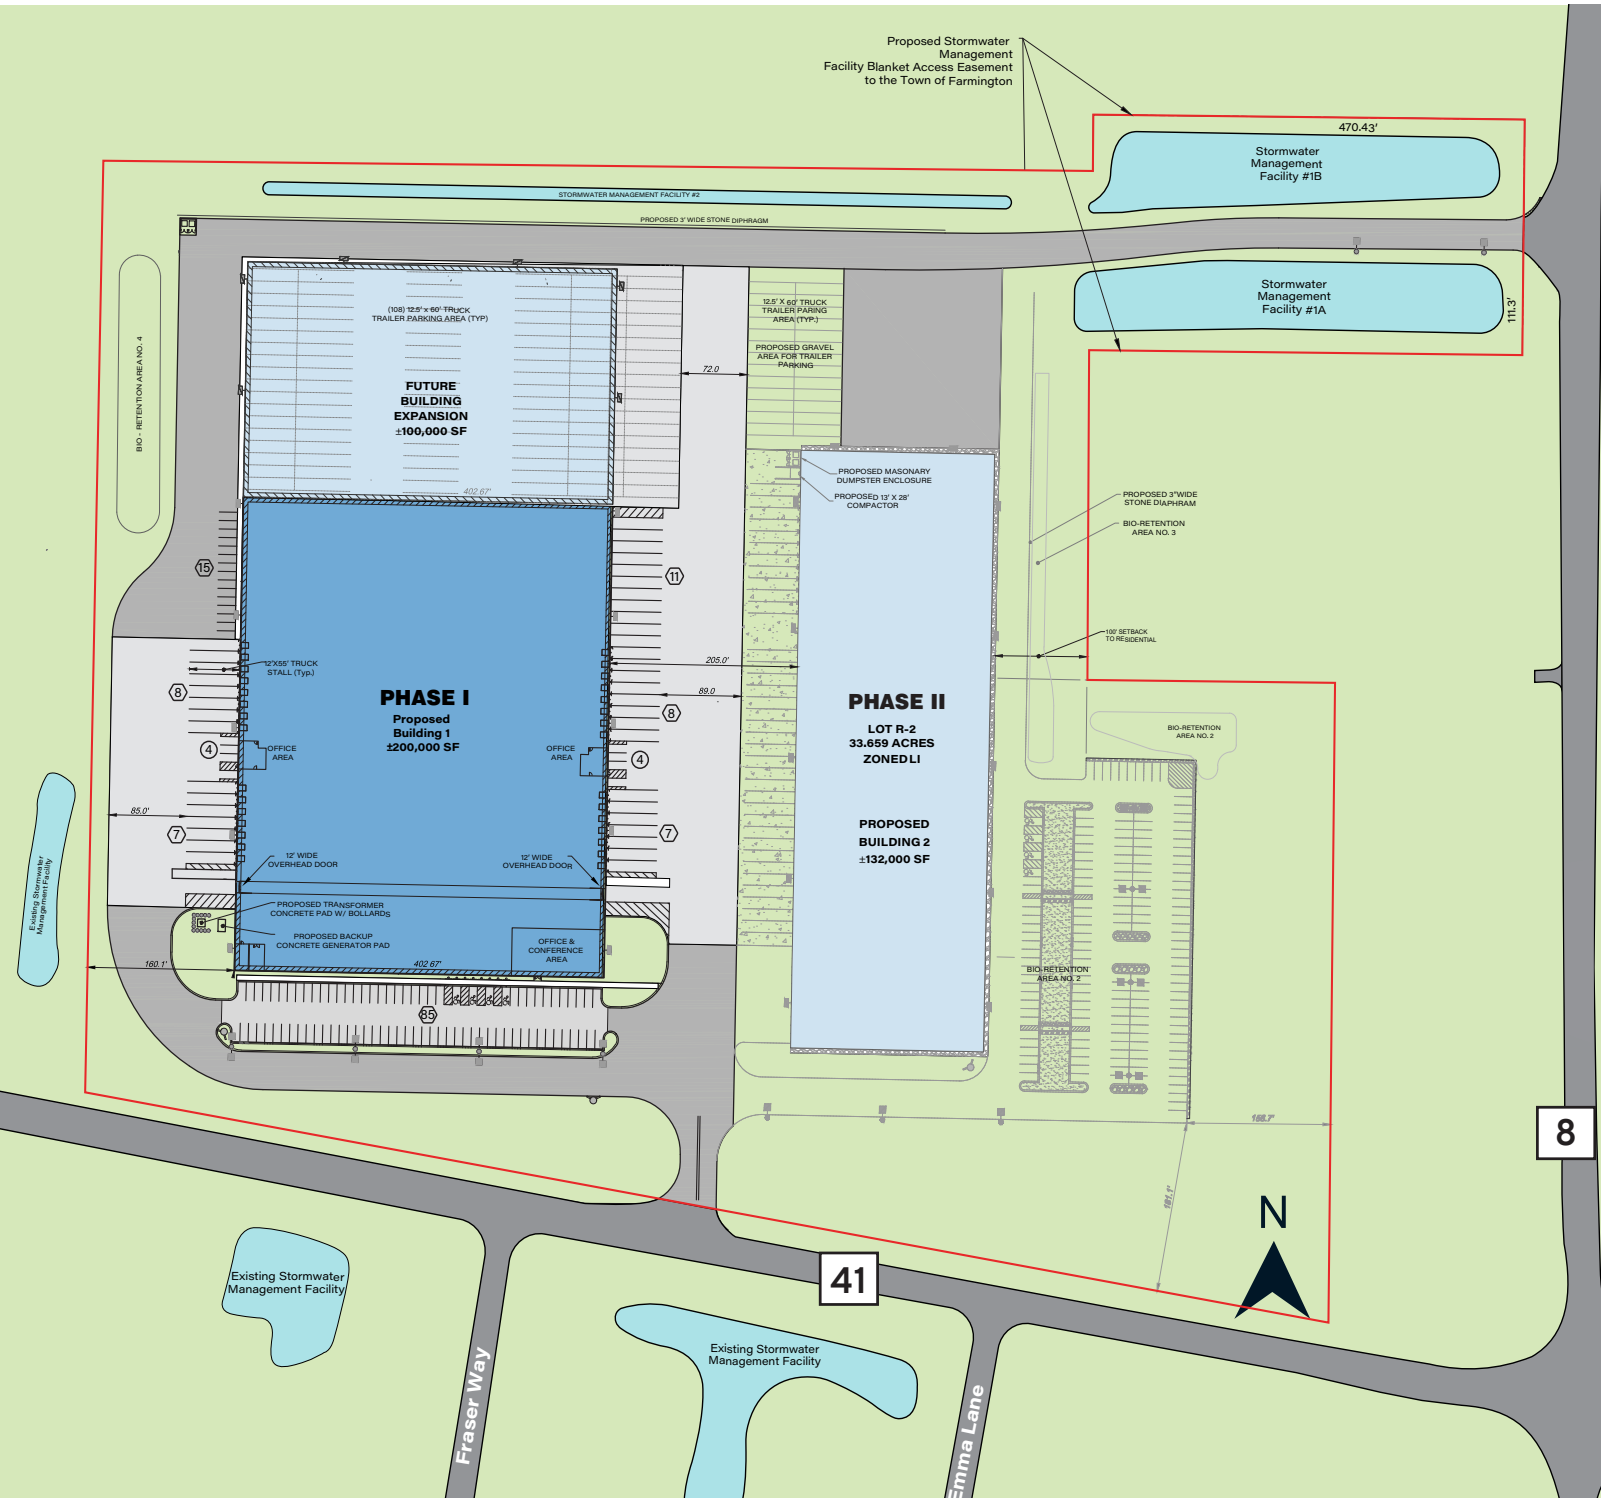 Proposed Stormwater
Management
Facility Blanket Access Easement
to the Town of Farmington
470.43'
Stormwater
Management
Facility #1B
STORMWATER MANAGEMENT FACILITY #2
PROPOSED 3' WIDE STONE DIAPHRAGM
Stormwater
Management
Facility #1A
111.3'
BIO - RETENTION AREA NO. 4
(108) 12.5' x 60' TRUCK
TRAILER PARKING AREA (TYP)
12.5' X 60' TRUCK
TRAILER PARING
AREA (TYP.)
PROPOSED GRAVEL
AREA FOR TRAILER
PARKING
72.0
FUTURE
BUILDING
EXPANSION
±100,000 SF
402.67'
PROPOSED MASONARY
DUMPSTER ENCLOSURE
PROPOSED 13' X 28'
COMPACTOR
PROPOSED 3"WIDE
STONE DIAPHRAM
BIO-RETENTION
AREA NO. 3
15
11
100' SETBACK
TO RESIDENTIAL
12'X55' TRUCK
STALL (Typ.)
205.0'
8
PHASE I
Proposed
Building 1
±200,000 SF
89.0
8
PHASE II
LOT R-2
33.659 ACRES
ZONED LI
BIO-RETENTION
AREA NO. 2
4
OFFICE
AREA
OFFICE
AREA
4
85.0'
7
7
PROPOSED
BUILDING 2
±132,000 SF
12' WIDE
OVERHEAD DOOR
12' WIDE
OVERHEAD DOOR
Existing Stormwater
Management Facility
PROPOSED TRANSFORMER
CONCRETE PAD W/ BOLLARDS
PROPOSED BACKUP
CONCRETE GENERATOR PAD
OFFICE &
CONFERENCE
AREA
160.1'
402.67'
BIO-RETENTION
AREA NO. 2
85
8
N
41
Existing Stormwater
Management Facility
Existing Stormwater
Management Facility
Fraser Way
Emma Lane